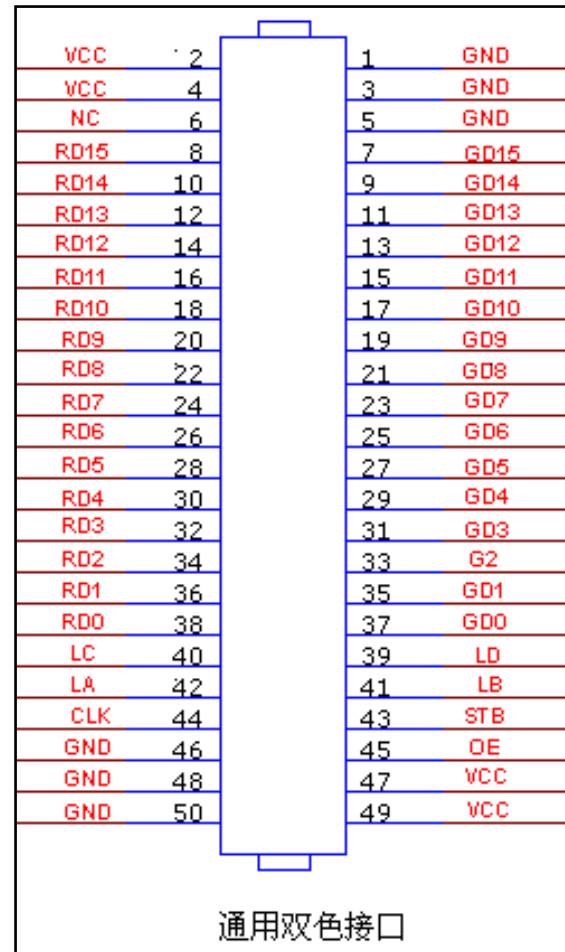 VCC 2 1 GND
VCC 4 3 GND
NC 6 5 GND
RD15 8 7 GD15
RD14 10 9 GD14
RD13 12 11 GD13
RD12 14 13 GD12
RD11 16 15 GD11
RD10 18 17 GD10
RD9 20 19 GD9
RD8 22 21 GD8
RD7 24 23 GD7
RD6 26 25 GD6
RD5 28 27 GD5
RD4 30 29 GD4
RD3 32 31 GD3
RD2 34 33 G2
RD1 36 35 GD1
RD0 38 37 GD0
LC 40 39 LD
LA 42 41 LB
CLK 44 43 STB
GND 46 45 OE
GND 48 47 VCC
GND 50 49 VCC
通用双色接口